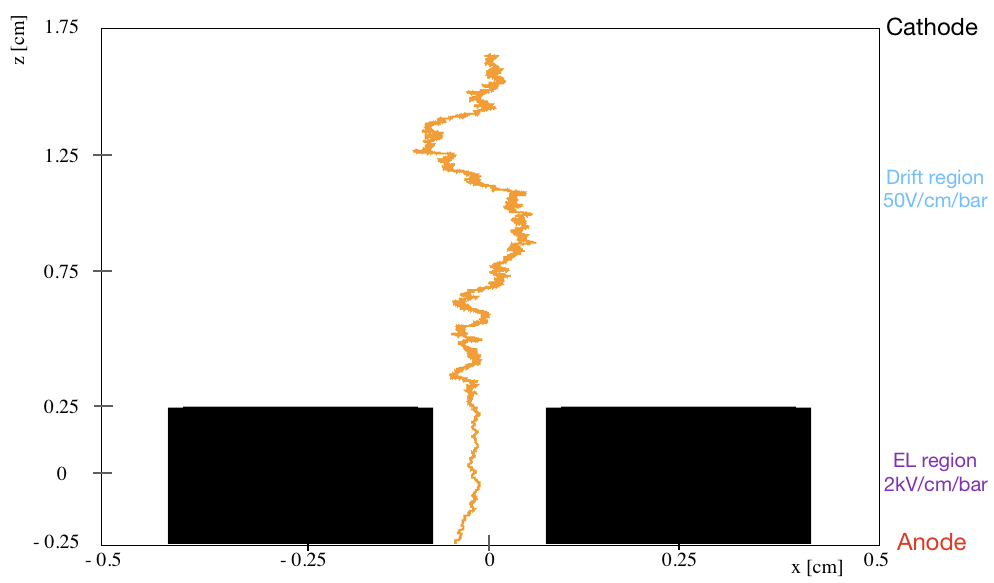 z [cm]
1.75
1.25
0.75
0.25
0
- 0.25
- 0.5
- 0.25
0
0.25
0.5
x [cm]
Cathode
Drift region
50V/cm/bar
EL region
2kV/cm/bar
Anode